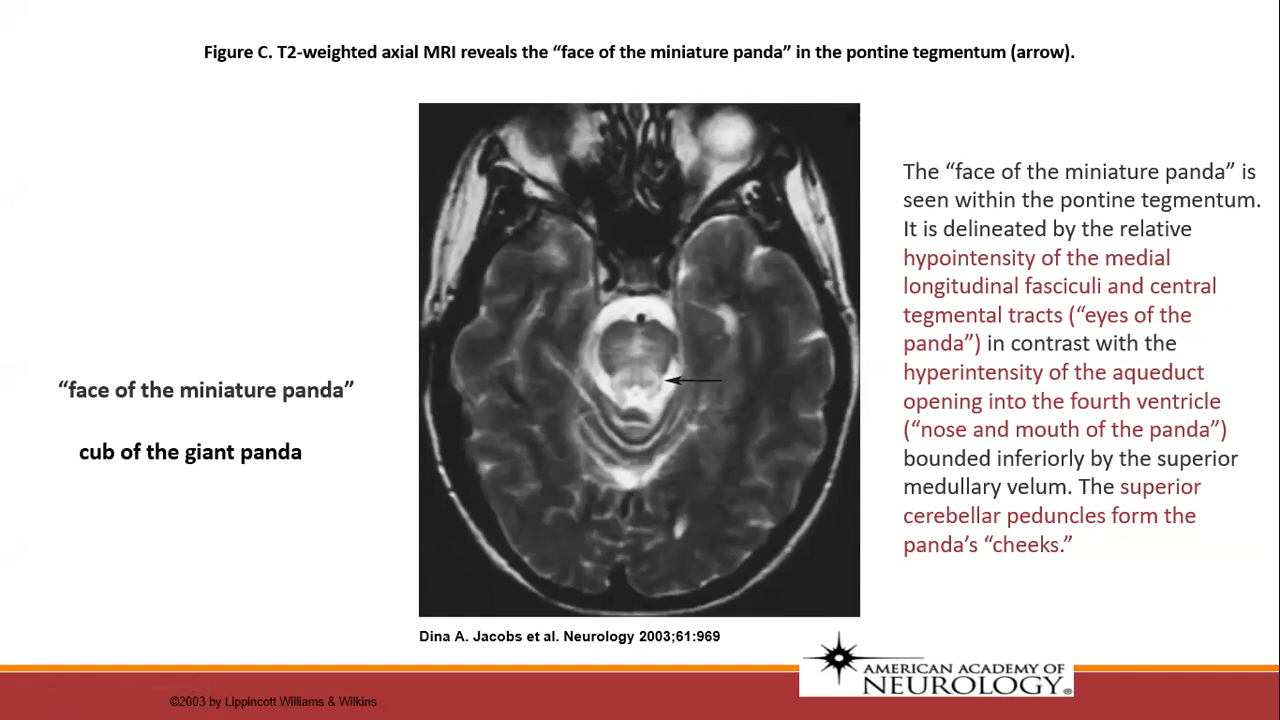 Figure C. T2-weighted axial MRI reveals the “face of the miniature panda” in the pontine tegmentum (arrow).
“face of the miniature panda”
cub of the giant panda
The “face of the miniature panda” is
seen within the pontine tegmentum.
It is delineated by the relative
hypointensity of the medial
longitudinal fasciculi and central
tegmental tracts (“eyes of the
panda”) in contrast with the
hyperintensity of the aqueduct
opening into the fourth ventricle
(“nose and mouth of the panda”)
bounded inferiorly by the superior
medullary velum. The superior
cerebellar peduncles form the
panda’s “cheeks.”
Dina A. Jacobs et al. Neurology 2003;61:969
AMERICAN ACADEMY OF
NEUROLOGY®
©2003 by Lippincott Williams & Wilkins